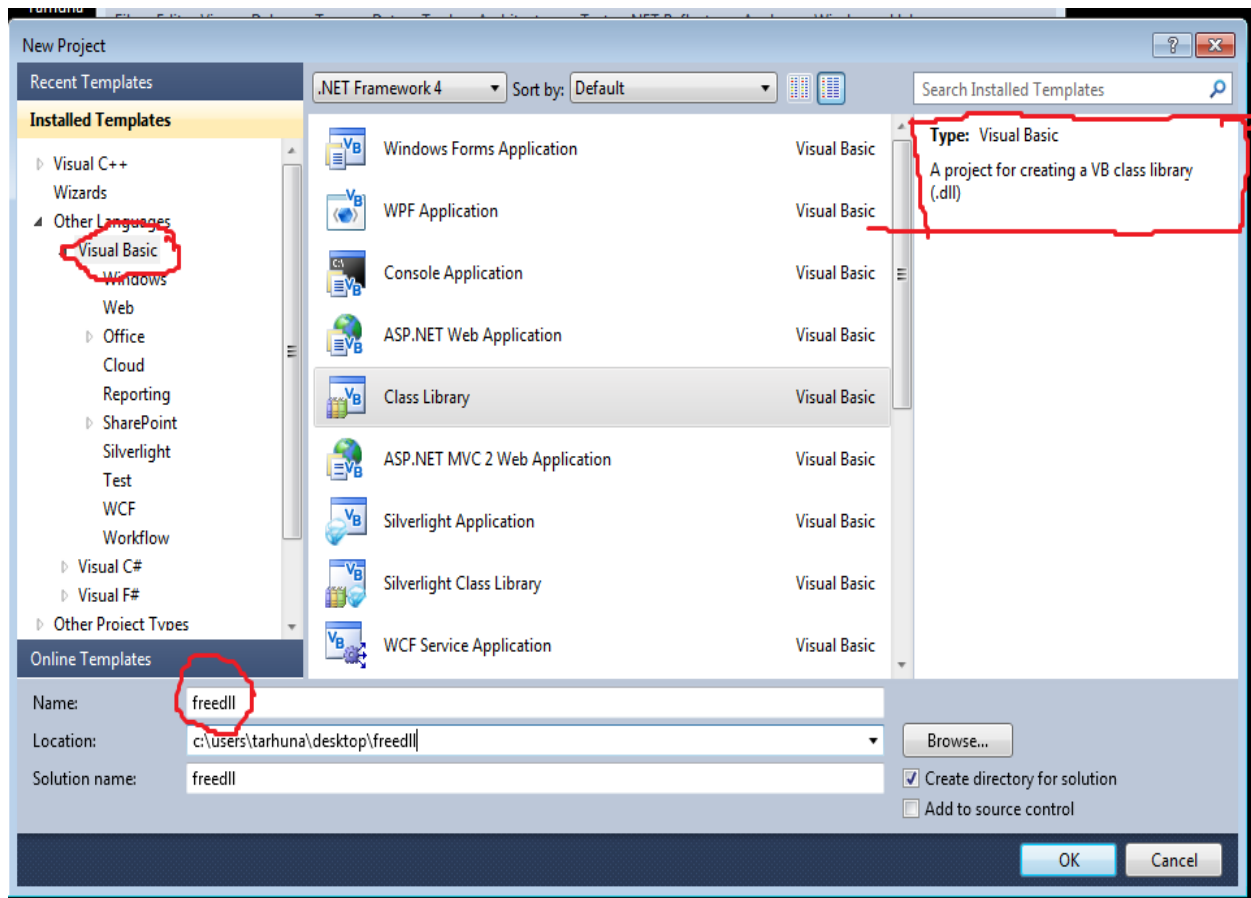 Tarhuna
New Project
Recent Templates
.NET Framework 4
Sort by: Default
Search Installed Templates
Installed Templates
Visual C++
Wizards
Other Languages
Visual Basic
Windows
Web
Office
Cloud
Reporting
SharePoint
Silverlight
Test
WCF
Workflow
Visual C#
Visual F#
Other Project Types
Online Templates
Windows Forms Application Visual Basic
WPF Application Visual Basic
Console Application Visual Basic
ASP.NET Web Application Visual Basic
Class Library Visual Basic
ASP.NET MVC 2 Web Application Visual Basic
Silverlight Application Visual Basic
Silverlight Class Library Visual Basic
WCF Service Application Visual Basic
Type: Visual Basic
A project for creating a VB class library
(.dll)
Name: freedll
Location: c:\users\tarhuna\desktop\freedll
Browse...
Solution name: freedll
Create directory for solution
Add to source control
OK
Cancel